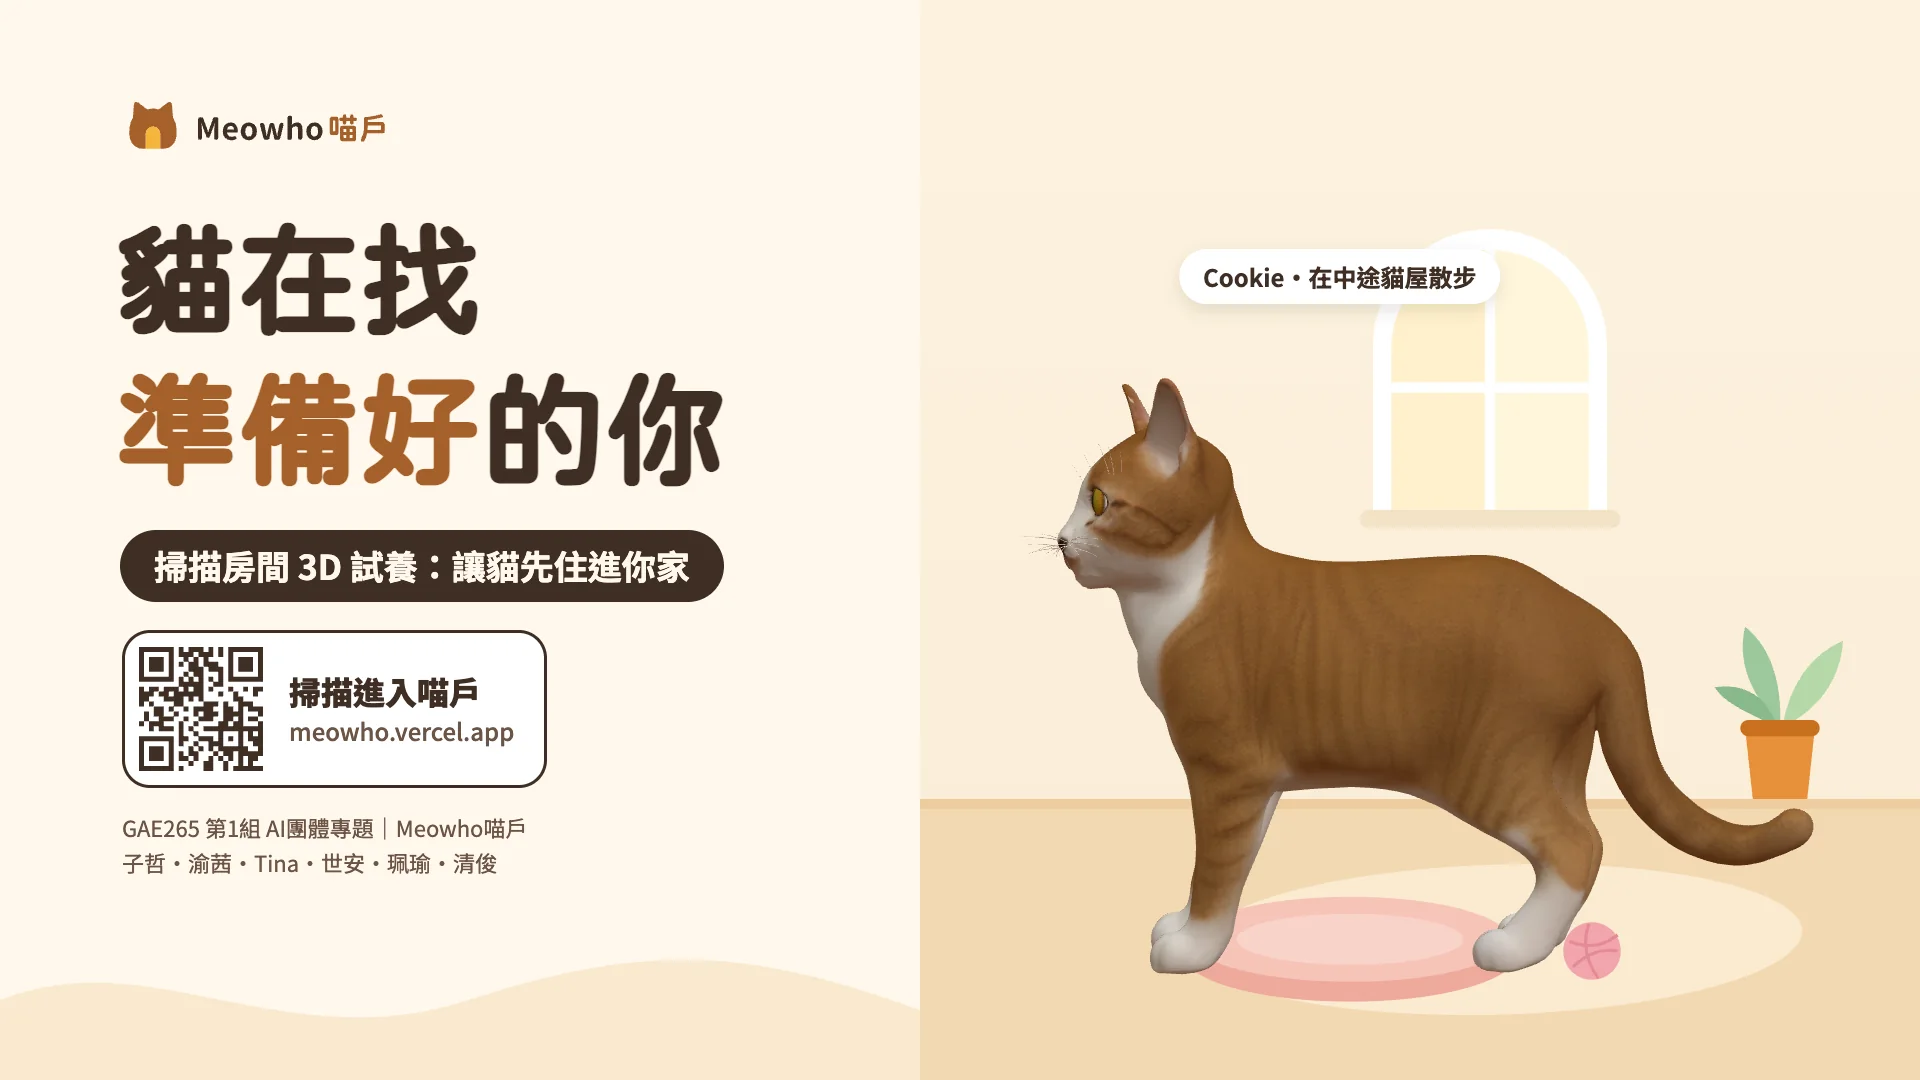 Meowho喵戶
貓在找
準備好的你
掃描房間 3D 試養：讓貓先住進你家
掃描進入喵戶
meowho.vercel.app
GAE265 第1組 AI團體專題｜Meowho喵戶
子哲・渝茜・Tina・世安・珮瑜・清俊
Cookie・在中途貓屋散步